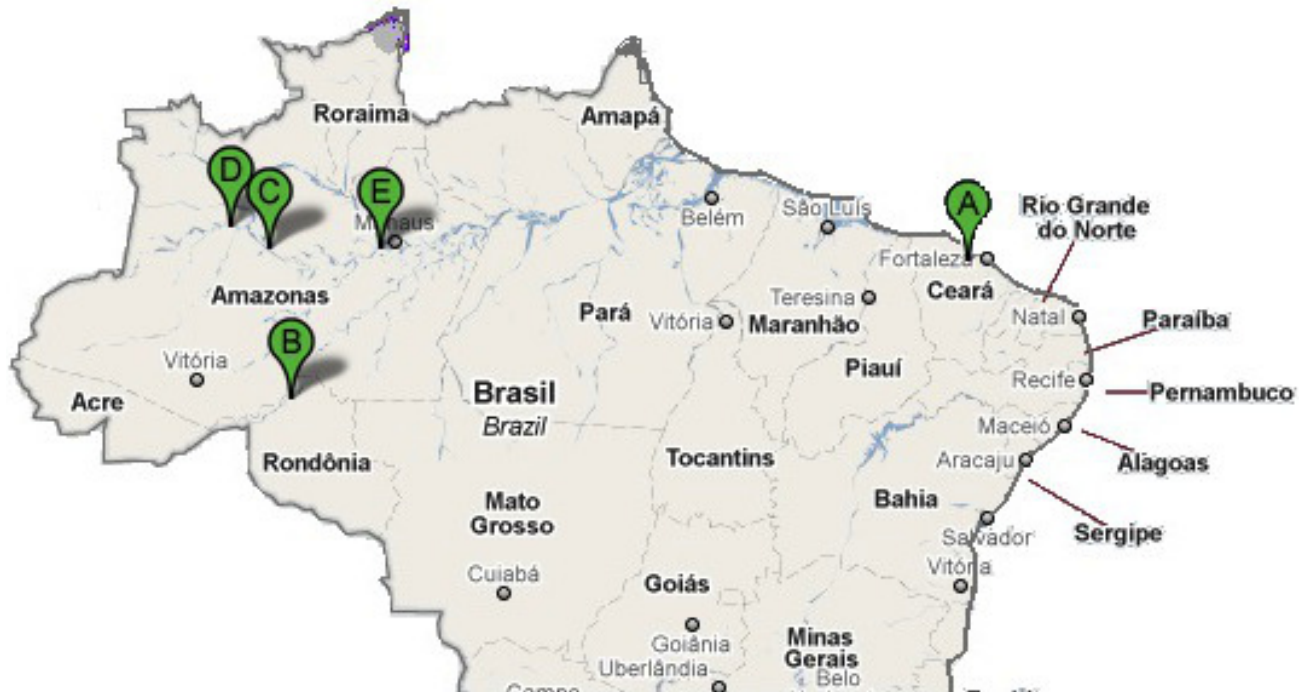 Roraima
Amapá
D
C
E
Manaus
Belém
São Luís
A
Rio Grande
do Norte
Fortaleza
Ceará
Amazonas
Teresina
Pará
Vitória
Maranhão
Natal
Paraíba
B
Vitória
Piauí
Recife
Brasil
Brazil
Pernambuco
Acre
Maceió
Rondônia
Tocantins
Aracaju
Alagoas
Mato
Grosso
Bahia
Salvador
Sergipe
Cuiabá
Goiás
Vitória
Goiânia
Minas
Gerais
Uberlândia
Belo